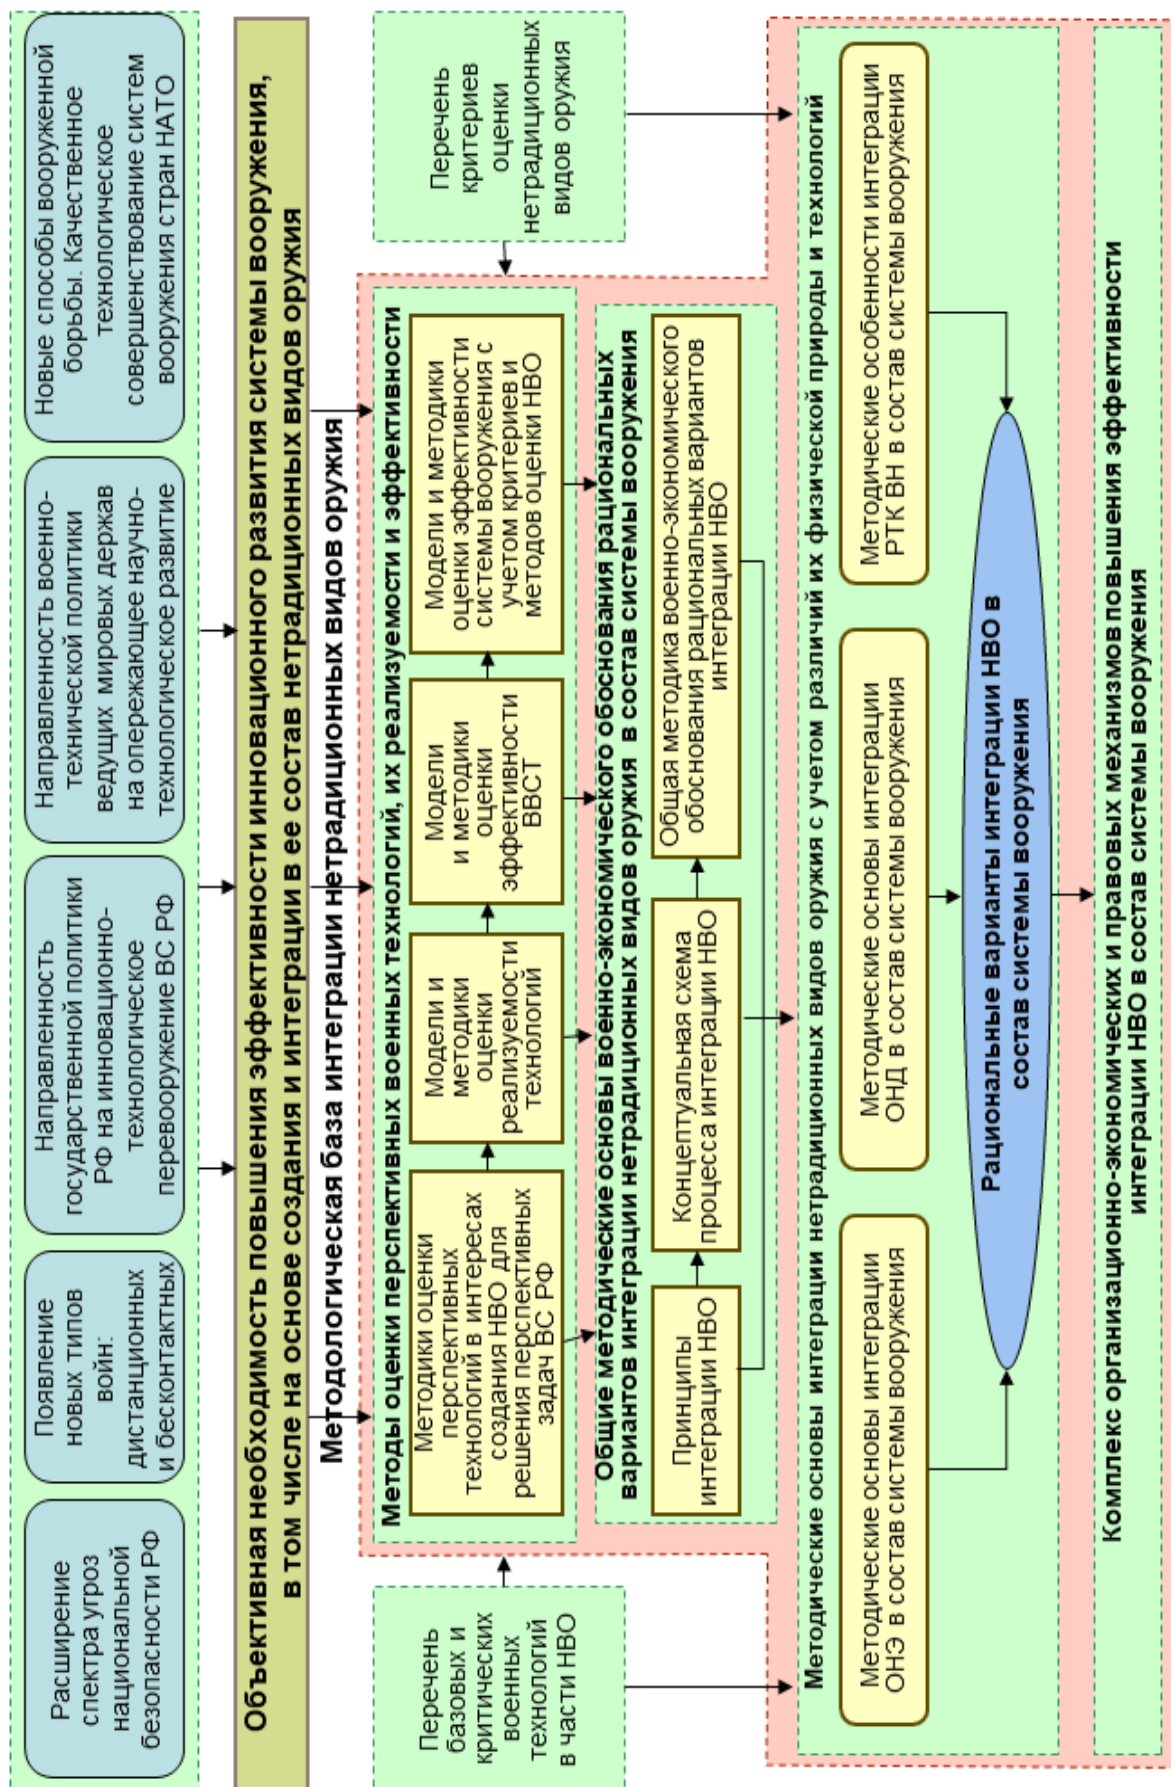 Расширение
спектра угроз
национальной
безопасности РФ
Появление
новых типов
войн:
дистанционных
и бесконтактных
Направленность
государственной политики
РФ на инновационно-
технологическое
перевооружение ВС РФ
Направленность военно-
технической политики
ведущих мировых держав
на опережающее научно-
технологическое развитие
Новые способы вооруженной
борьбы. Качественное
технологическое
совершенствование систем
вооружения стран НАТО
Объективная необходимость повышения эффективности инновационного развития системы вооружения,
в том числе на основе создания и интеграции в ее состав нетрадиционных видов оружия
Методологическая база интеграции нетрадиционных видов оружия
Перечень
базовых и
критических
военных
технологий
в части НВО
Методы оценки перспективных военных технологий, их реализуемости и эффективности
Методики оценки
перспективных
технологий в интересах
создания НВО для
решения перспективных
задач ВС РФ
Модели и
методики
оценки
реализуемости
технологий
Модели
и методики
оценки
эффективности
ВВСТ
Модели и методики
оценки эффективности
системы вооружения с
учетом критериев и
методов оценки НВО
Перечень
критериев
оценки
нетрадиционных
видов оружия
Общие методические основы военно-экономического обоснования рациональных
вариантов интеграции нетрадиционных видов оружия в состав системы вооружения
Принципы
интеграции НВО
Концептуальная схема
процесса интеграции НВО
Общая методика военно-экономического
обоснования рациональных вариантов
интеграции НВО
Методические основы интеграции нетрадиционных видов оружия с учетом различий их физической природы и технологий
Методические основы интеграции
ОНЭ в состав системы вооружения
Методические основы интеграции
ОНД в состав системы вооружения
Методические особенности интеграции
РТК ВН в состав системы вооружения
Рациональные варианты интеграции НВО в
состав системы вооружения
Комплекс организационно-экономических и правовых механизмов повышения эффективности
интеграции НВО в состав системы вооружения